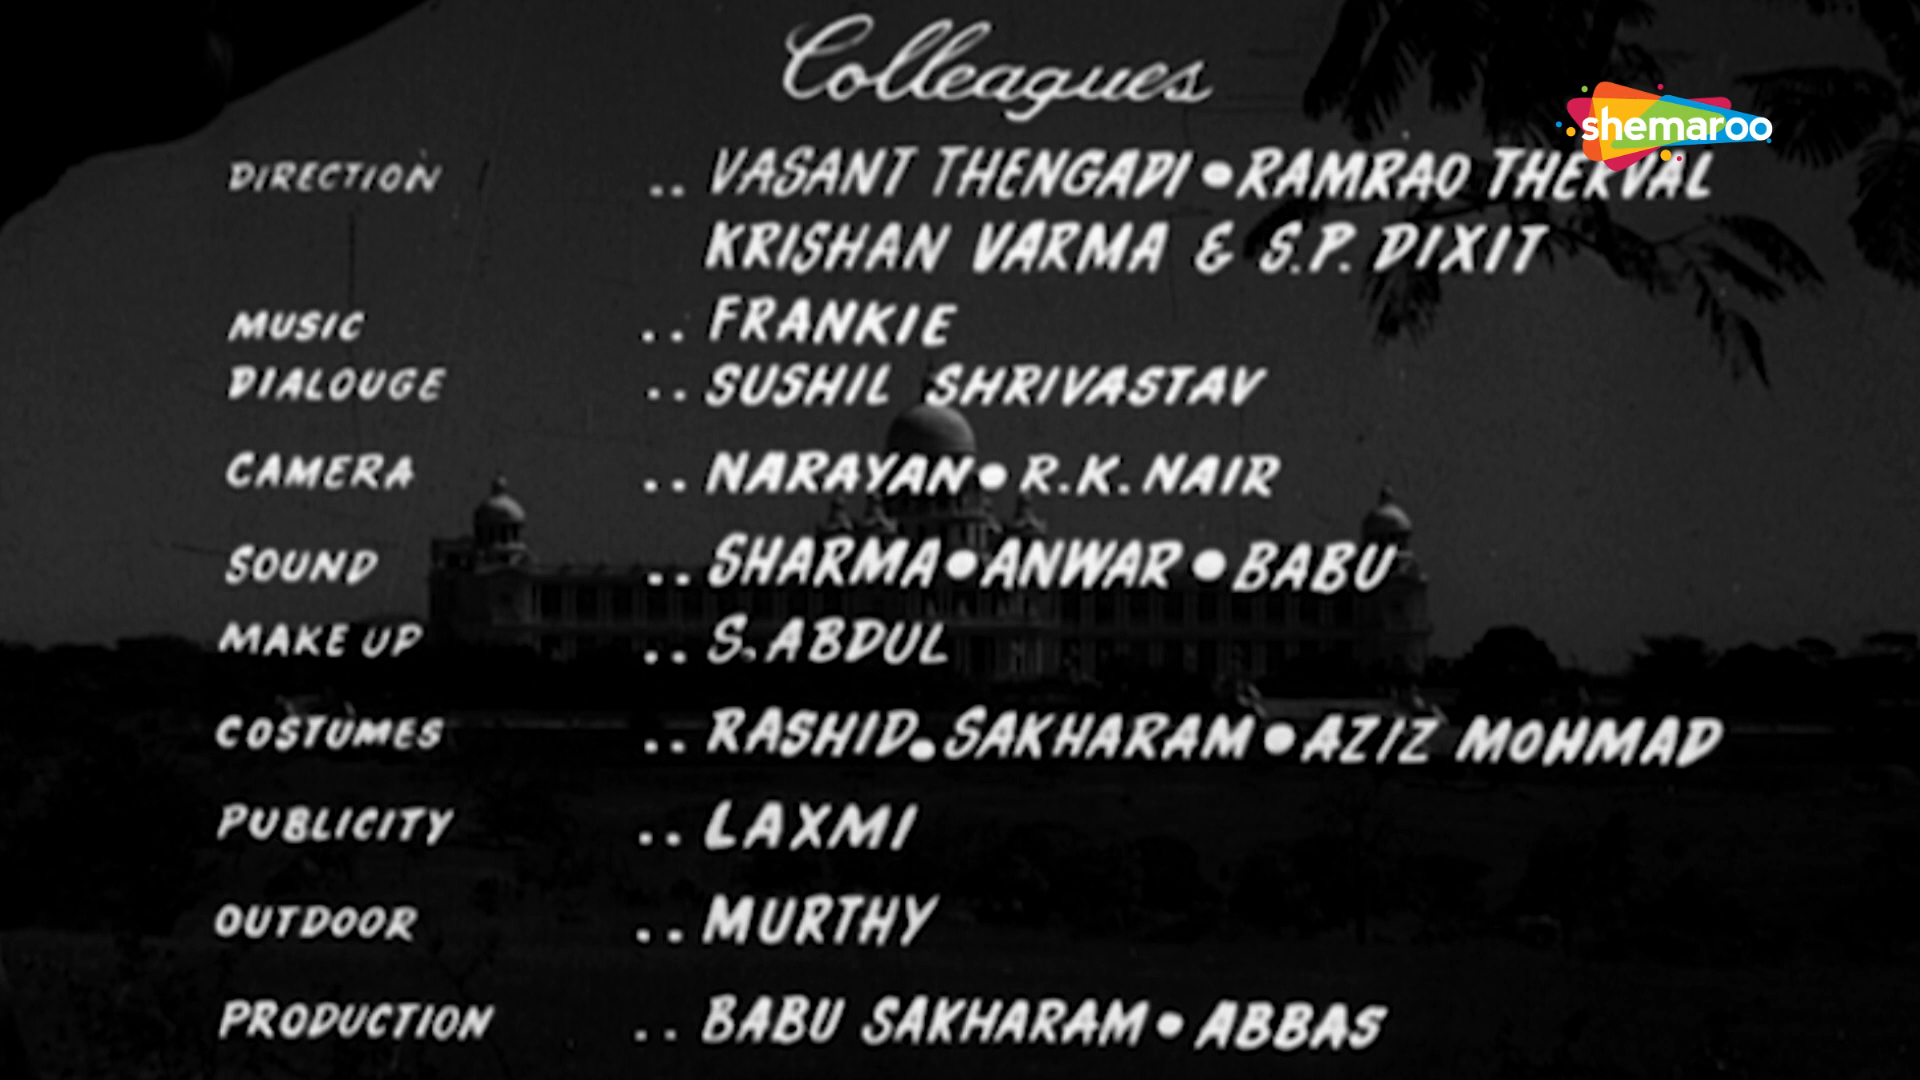 Colleagues
shemaroo
DIRECTION .. VASANT THENGADI • RAMRAO THEKVAL
KRISHAN VARMA & S.P. DIXIT
MUSIC .. FRANKIE
DIALOUGE .. SUSHIL SHRIVASTAV
CAMERA .. NARAYAN • R.K. NAIR
SOUND .. SHARMA • ANWAR • BABU
MAKE UP .. S. ABDUL
COSTUMES .. RASHID • SAKHARAM • AZIZ MOHMAD
PUBLICITY .. LAXMI
OUTDOOR .. MURTHY
PRODUCTION .. BABU SAKHARAM • ABBAS